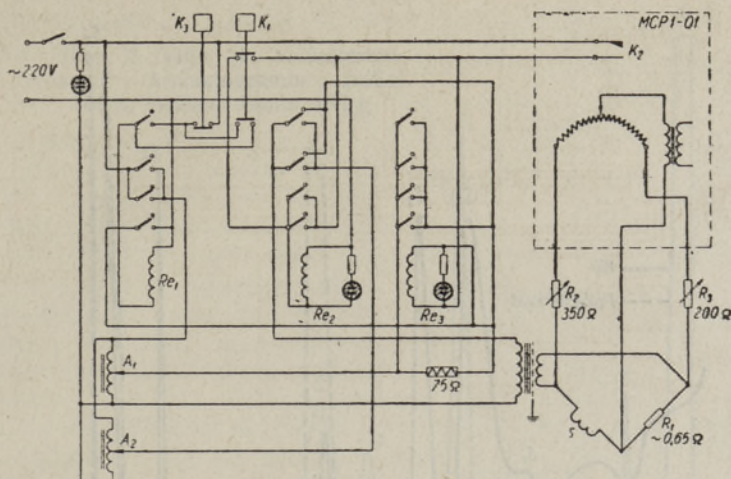 K₃
K₁
MCP1-01
K₂
~220V
Re₁
Re₂
Re₃
R₂
350Ω
R₃
200Ω
A₁
75Ω
A₂
S
R₁
~0,65Ω